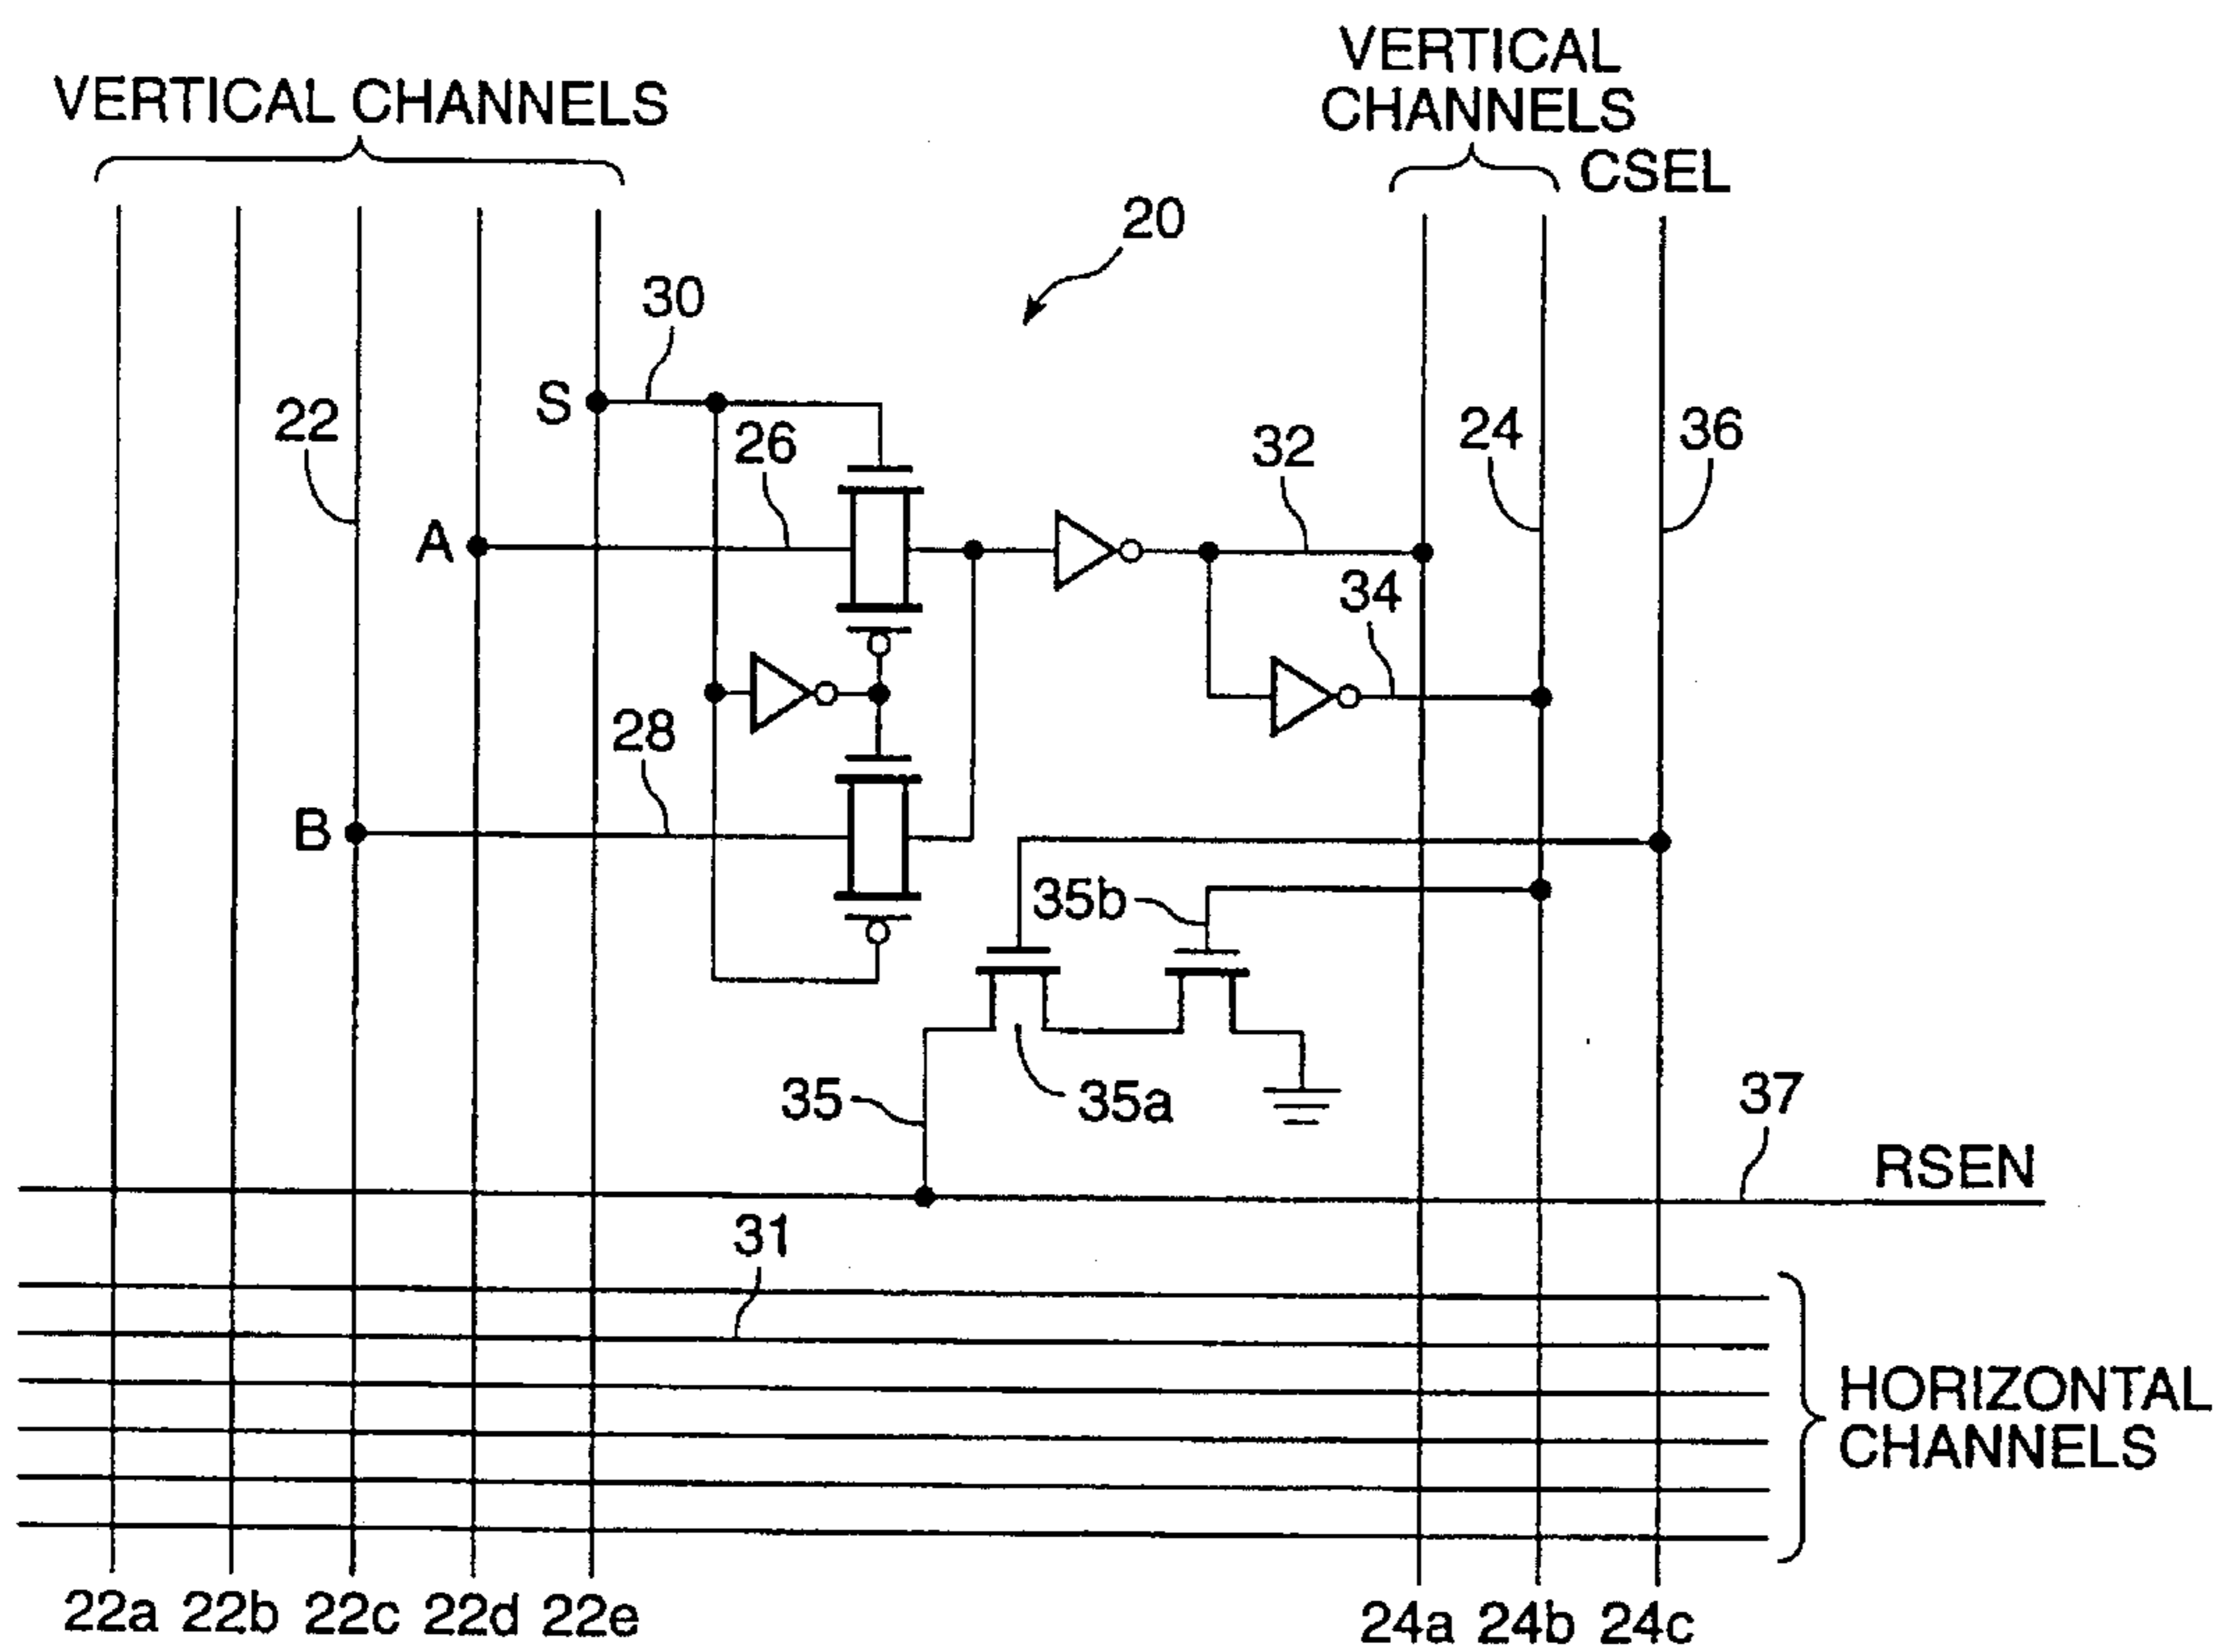 VERTICAL
CHANNELS
VERTICAL CHANNELS
CSEL
20
30
S
22
26
32
24
36
A
34
28
B
35b
35
35a
37
RSEN
31
HORIZONTAL
CHANNELS
22a 22b 22c 22d 22e
24a 24b 24c